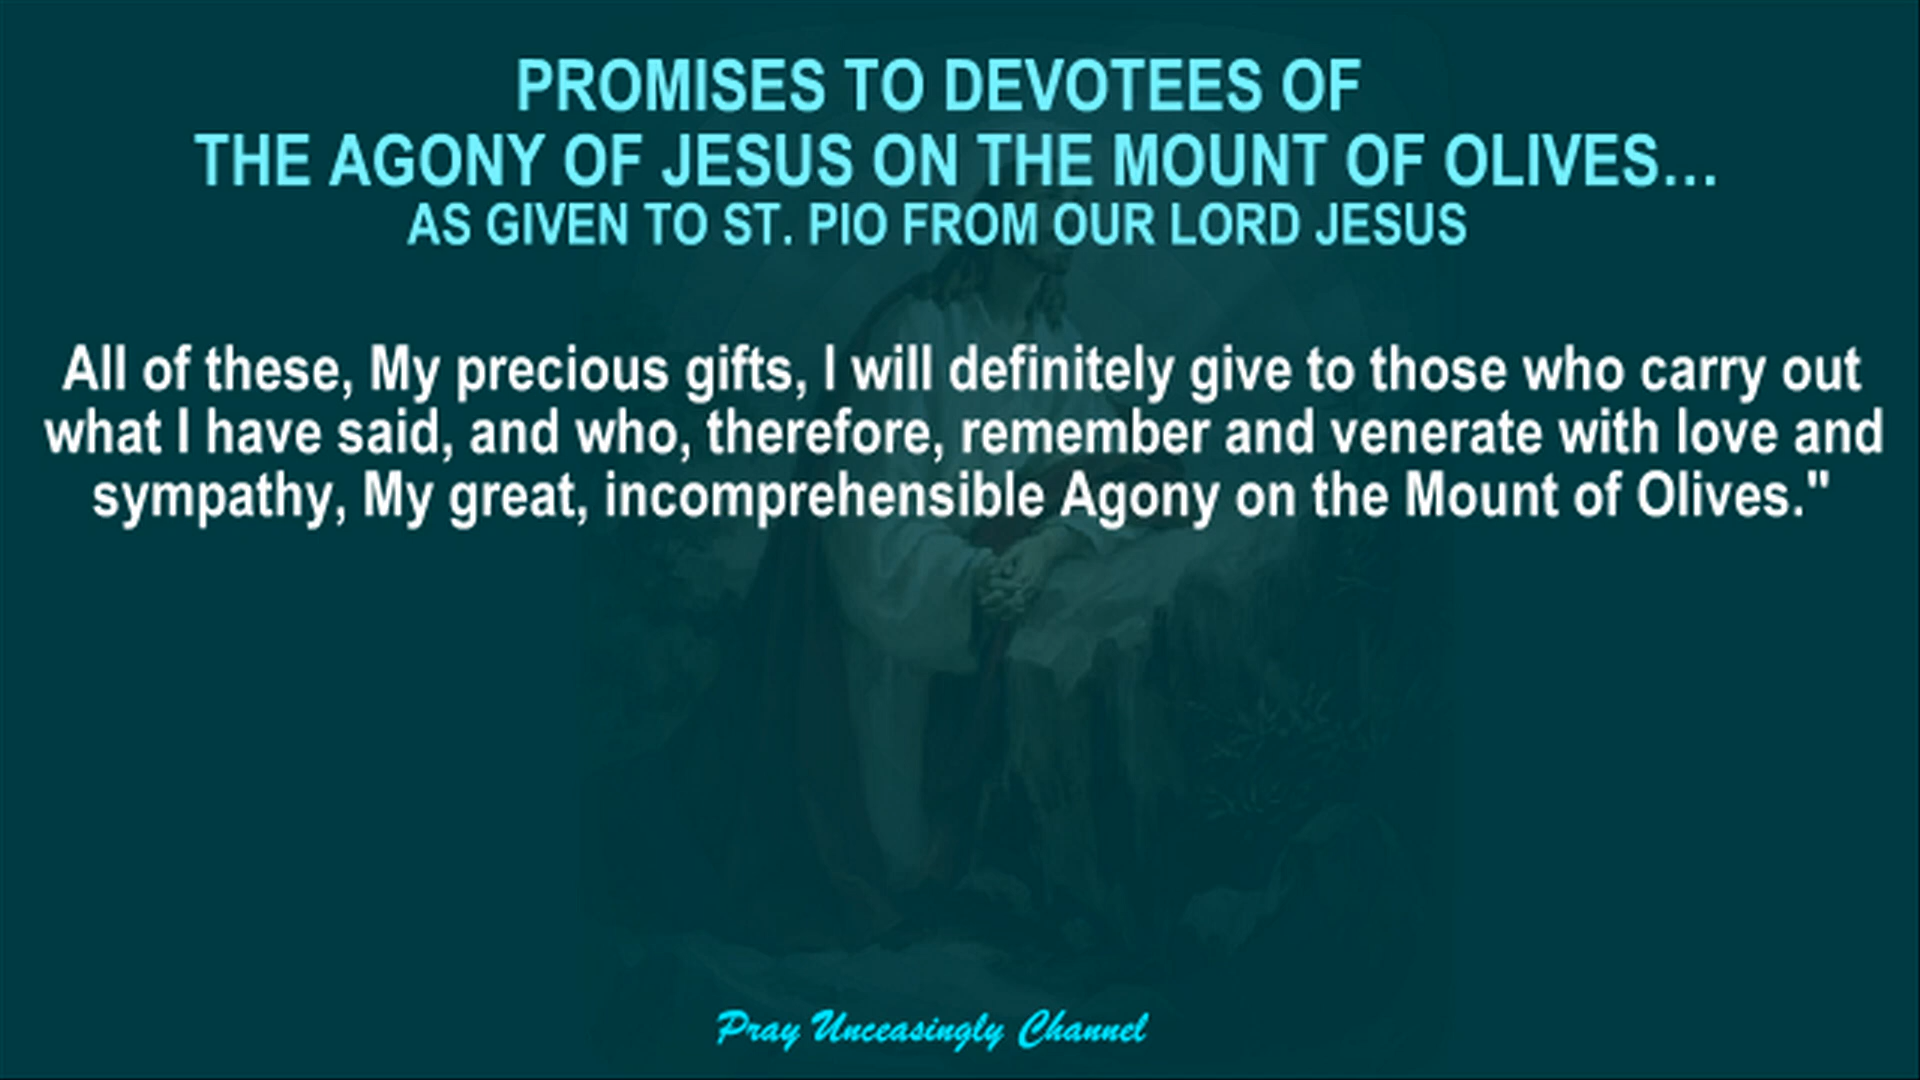 PROMISES TO DEVOTEES OF
THE AGONY OF JESUS ON THE MOUNT OF OLIVES...
AS GIVEN TO ST. PIO FROM OUR LORD JESUS
All of these, My precious gifts, I will definitely give to those who carry out
what I have said, and who, therefore, remember and venerate with love and
sympathy, My great, incomprehensible Agony on the Mount of Olives."
Pray Unceasingly Channel